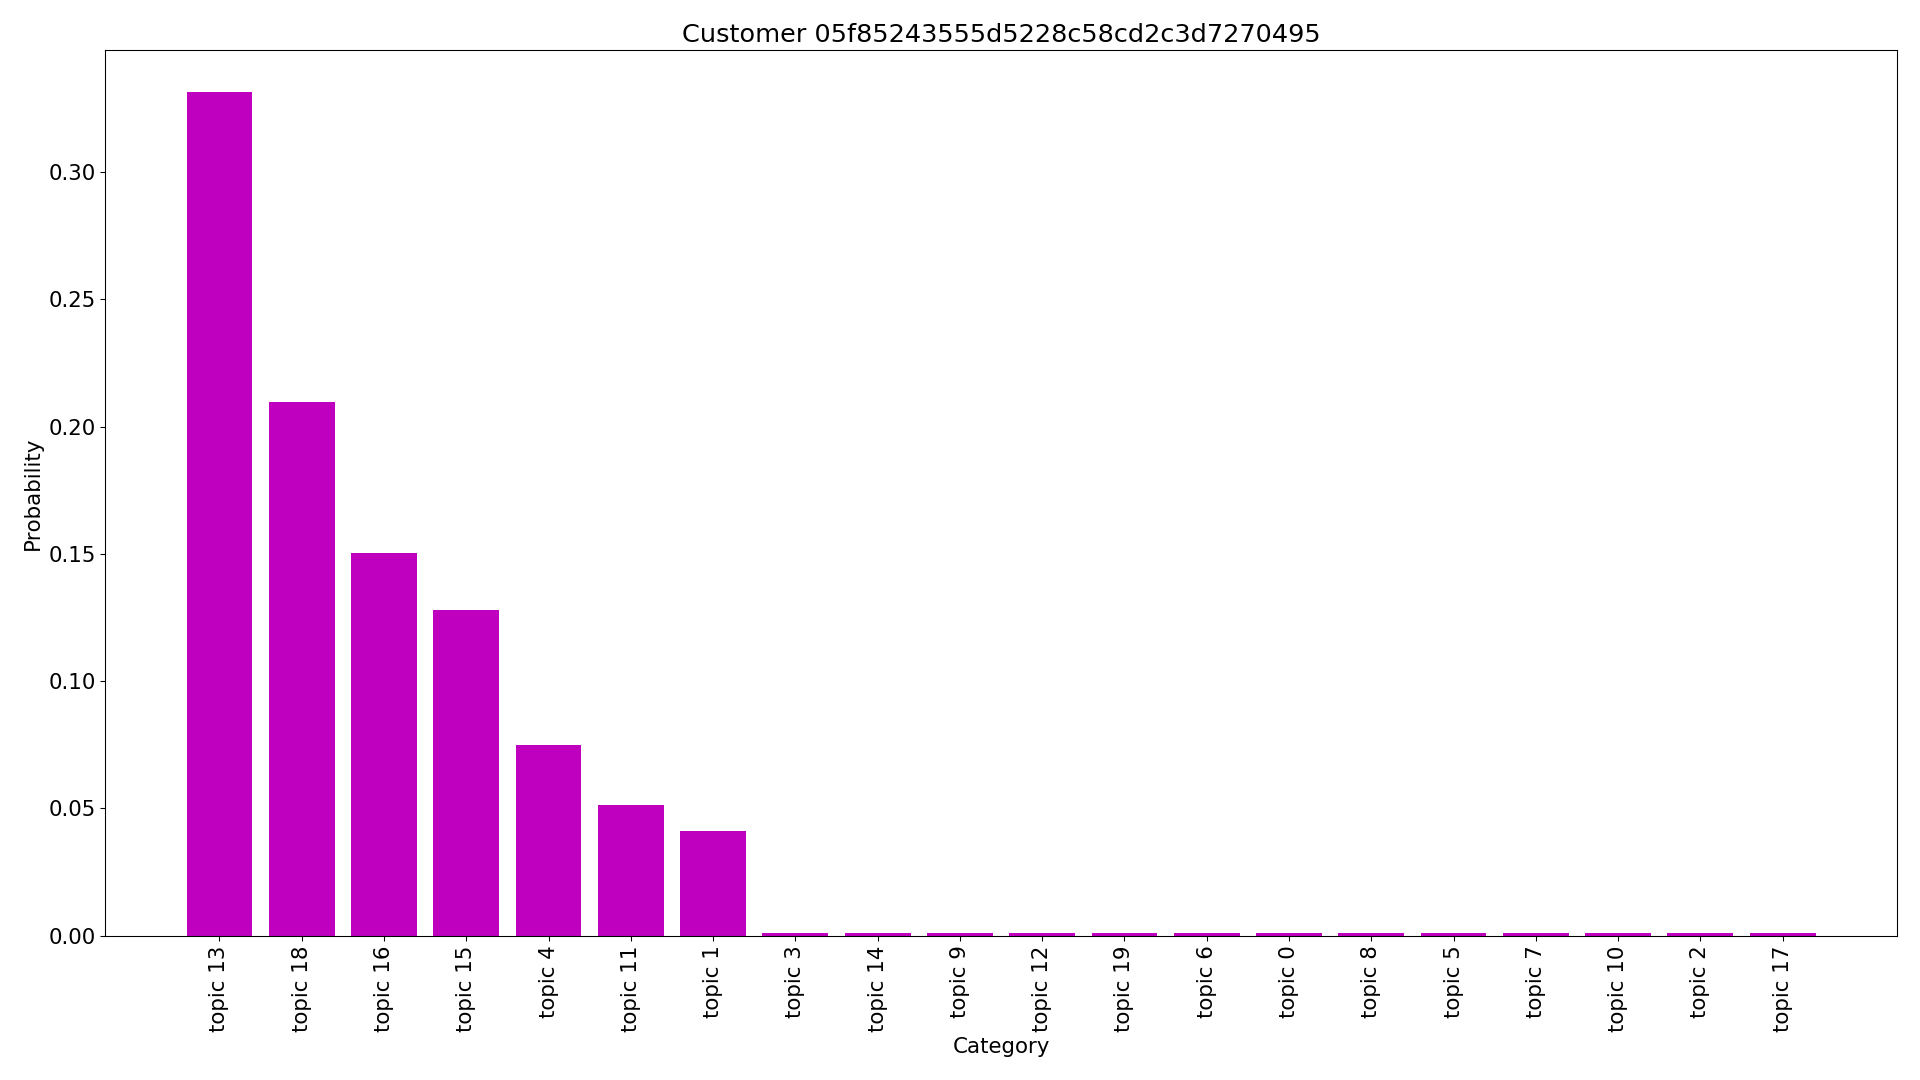 Customer 05f85243555d5228c58cd2c3d7270495
Probability
0.30
0.25
0.20
0.15
0.10
0.05
0.00
topic 13
topic 18
topic 16
topic 15
topic 4
topic 11
topic 1
topic 3
topic 14
topic 9
topic 12
topic 19
topic 6
topic 0
topic 8
topic 5
topic 7
topic 10
topic 2
topic 17
Category